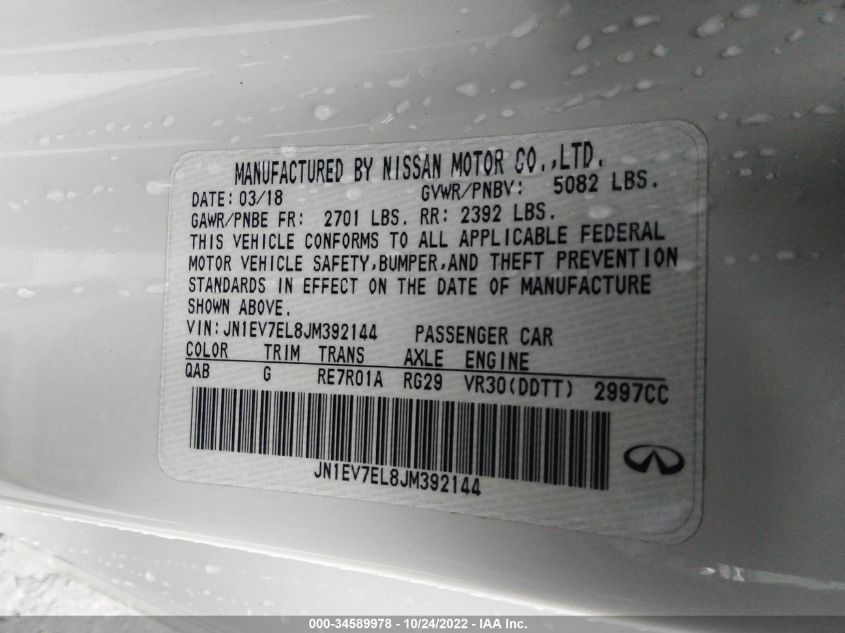 MANUFACTURED BY NISSAN MOTOR CO.,LTD.
DATE: 03/18 GVWR/PNBV: 5082 LBS.
GAWR/PNBE FR: 2701 LBS. RR: 2392 LBS.
THIS VEHICLE CONFORMS TO ALL APPLICABLE FEDERAL
MOTOR VEHICLE SAFETY,BUMPER,AND THEFT PREVENTION
STANDARDS IN EFFECT ON THE DATE OF MANUFACTURE
SHOWN ABOVE.
VIN:JN1EV7EL8JM392144 PASSENGER CAR
COLOR TRIM TRANS AXLE ENGINE
QAB G RE7R01A RG29 VR30(DDTT) 2997CC
JN1EV7EL8JM392144
000-34589978 - 10/24/2022 - IAA Inc.